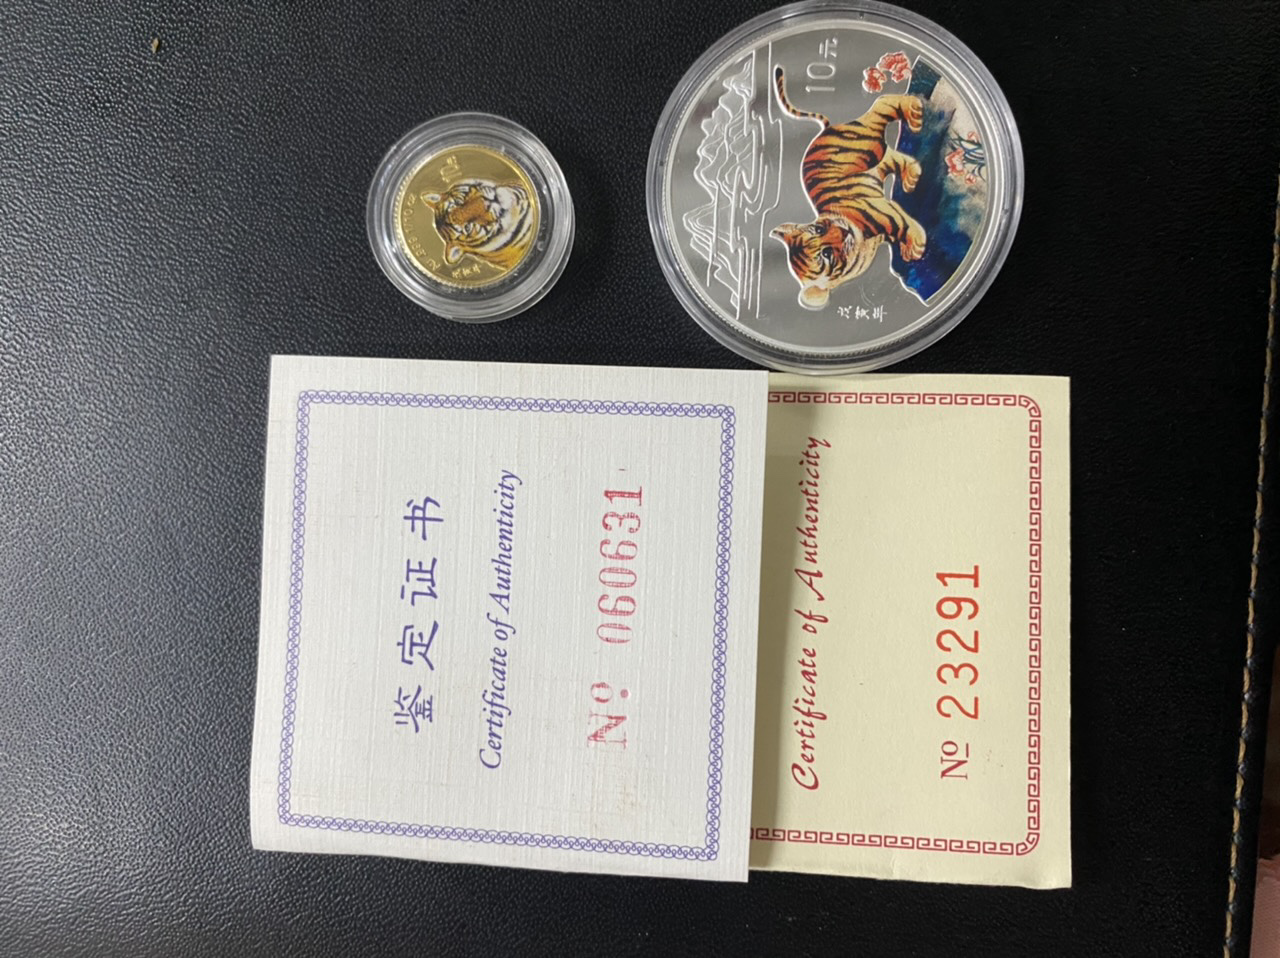 10元
戊寅年
鉴定证书
Certificate of Authenticity
Nº 060631
Certificate of Authenticity
Nº 23291